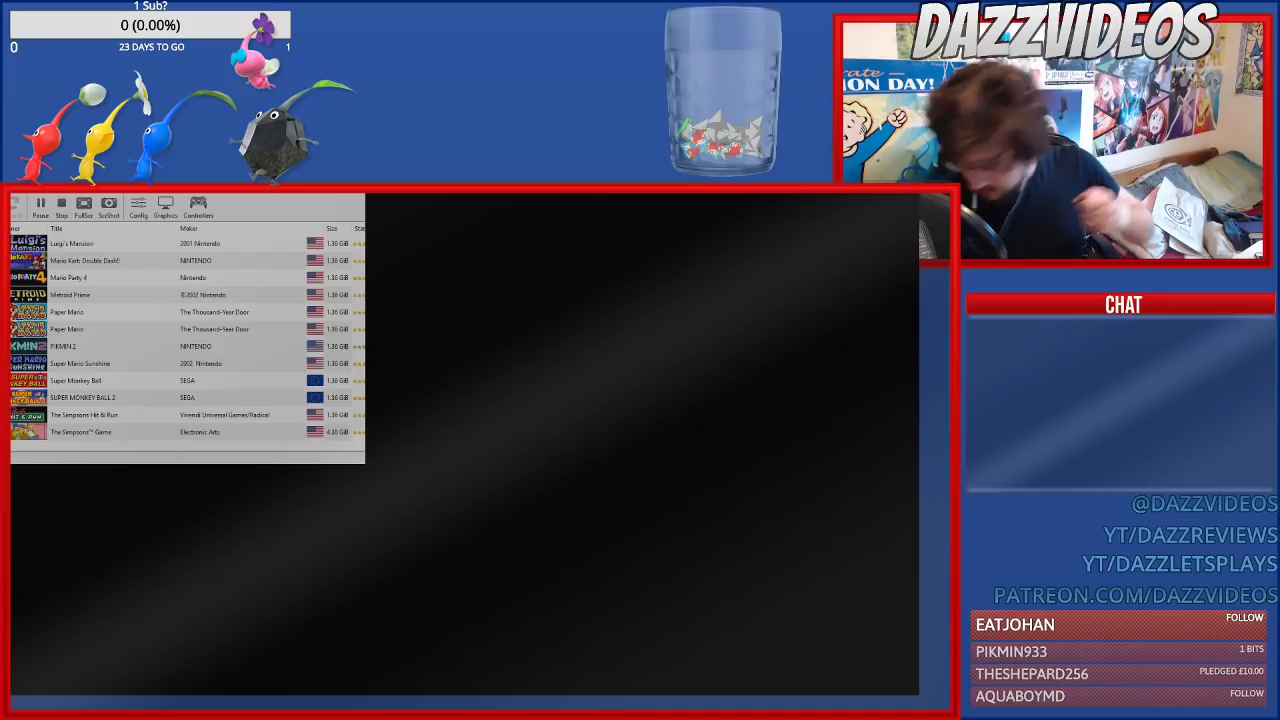 1 Sub?
0 (0.00%)
0 23 DAYS TO GO 1
DAZZVIDEOS
ION DAY!
Pause Stop FullScr ScrShot Config Graphics Controllers
Title Maker Size
Luigi's Mansion 2001 Nintendo 1.36 GiB
Mario Kart: Double Dash!! NINTENDO 1.36 GiB
Mario Party 4 Nintendo 1.36 GiB
Metroid Prime ©2002 Nintendo 1.36 GiB
Paper Mario The Thousand-Year Door 1.36 GiB
Paper Mario The Thousand-Year Door 1.36 GiB
PIKMIN 2 NINTENDO 1.36 GiB
Super Mario Sunshine 2002 Nintendo 1.36 GiB
Super Monkey Ball SEGA 1.36 GiB
SUPER MONKEY BALL 2 SEGA 1.36 GiB
The Simpsons Hit & Run Vivendi Universal Games/Radical 1.36 GiB
The Simpsons™ Game Electronic Arts 4.38 GiB
CHAT
@DAZZVIDEOS
YT/DAZZREVIEWS
YT/DAZZLETSPLAYS
PATREON.COM/DAZZVIDEOS
EATJOHAN FOLLOW
PIKMIN933 1 BITS
THESHEPARD256 PLEDGED £10.00
AQUABOYMD FOLLOW